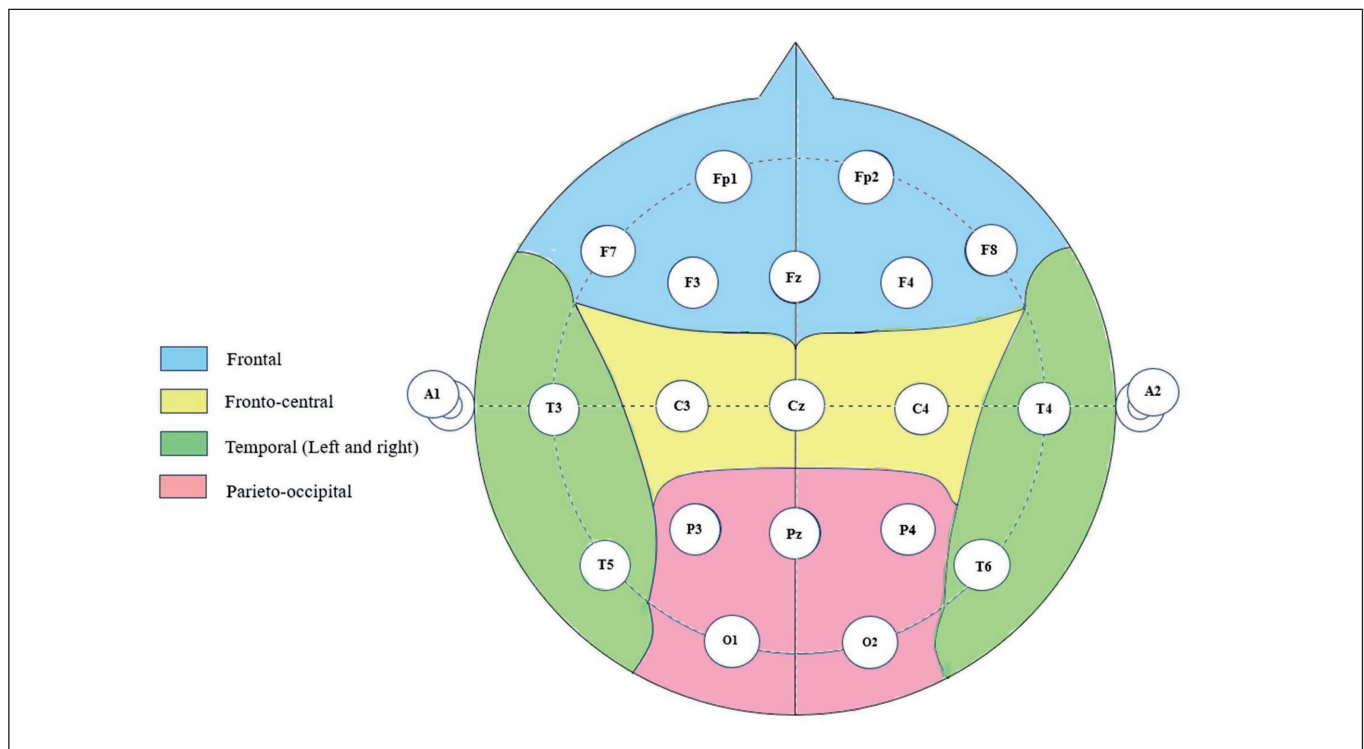 Fp1
Fp2
F7
F8
F3
Fz
F4
Frontal
A1
Fronto-central
A2
T3
C3
Cz
C4
T4
Temporal (Left and right)
Parieto-occipital
P3
Pz
P4
T5
T6
O1
O2